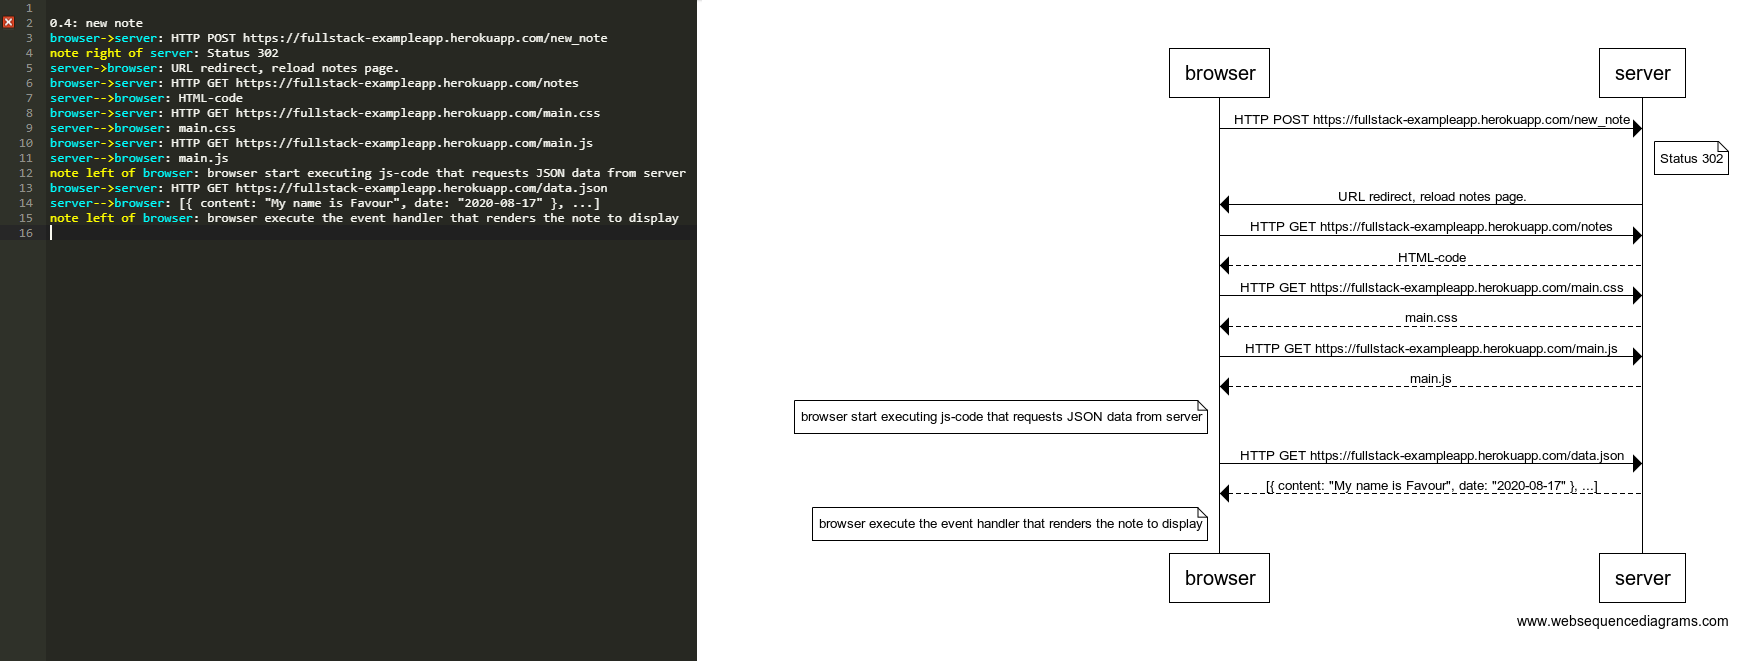 1
2 0.4: new note
3 browser->server: HTTP POST https://fullstack-exampleapp.herokuapp.com/new_note
4 note right of server: Status 302
5 server->browser: URL redirect, reload notes page.
6 browser->server: HTTP GET https://fullstack-exampleapp.herokuapp.com/notes
7 server-->browser: HTML-code
8 browser->server: HTTP GET https://fullstack-exampleapp.herokuapp.com/main.css
9 server-->browser: main.css
10 browser->server: HTTP GET https://fullstack-exampleapp.herokuapp.com/main.js
11 server-->browser: main.js
12 note left of browser: browser start executing js-code that requests JSON data from server
13 browser->server: HTTP GET https://fullstack-exampleapp.herokuapp.com/data.json
14 server-->browser: [{ content: "My name is Favour", date: "2020-08-17" }, ...]
15 note left of browser: browser execute the event handler that renders the note to display
16
browser
server
HTTP POST https://fullstack-exampleapp.herokuapp.com/new_note
Status 302
URL redirect, reload notes page.
HTTP GET https://fullstack-exampleapp.herokuapp.com/notes
HTML-code
HTTP GET https://fullstack-exampleapp.herokuapp.com/main.css
main.css
HTTP GET https://fullstack-exampleapp.herokuapp.com/main.js
main.js
browser start executing js-code that requests JSON data from server
HTTP GET https://fullstack-exampleapp.herokuapp.com/data.json
[{ content: "My name is Favour", date: "2020-08-17" }, ...]
browser execute the event handler that renders the note to display
browser
server
www.websequencediagrams.com